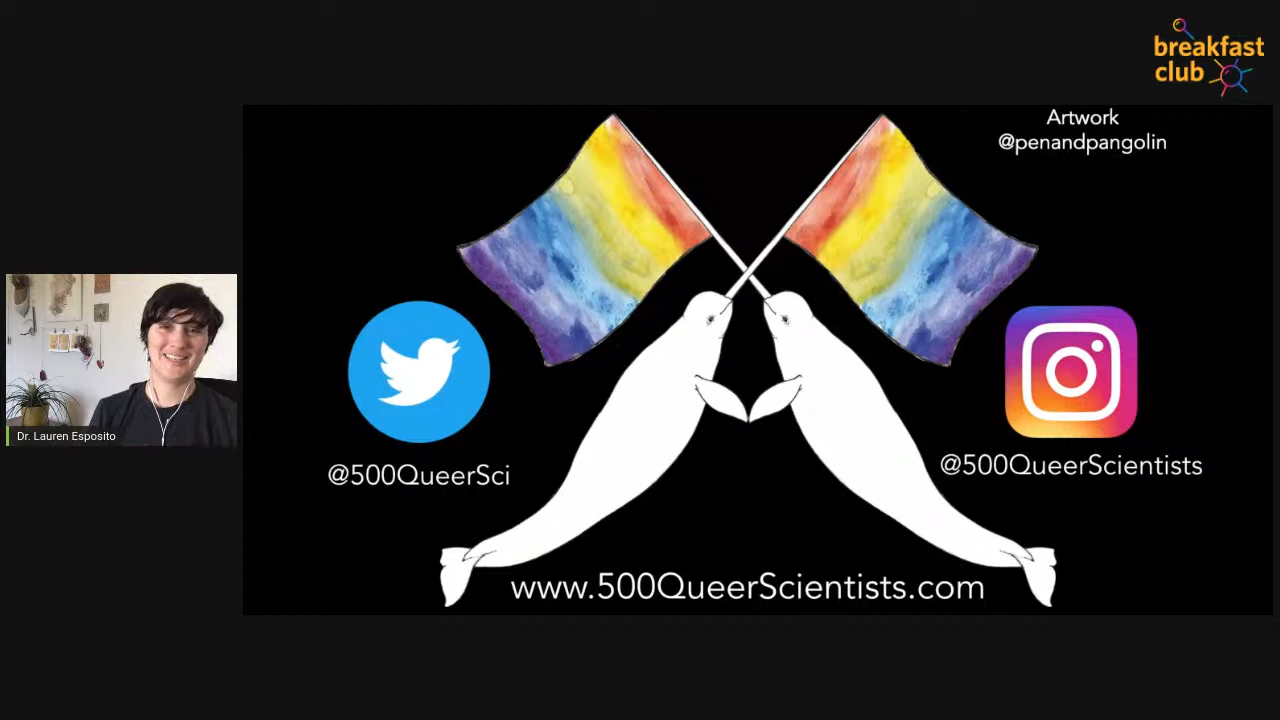 breakfast
club
Artwork
@penandpangolin
Dr. Lauren Esposito
@500QueerSci
@500QueerScientists
www.500QueerScientists.com